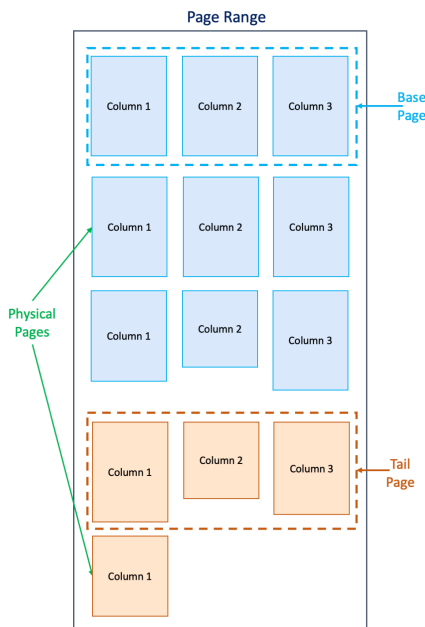 Page Range
Column 1
Column 2
Column 3
Base
Page
Column 1
Column 2
Column 3
Physical
Pages
Column 1
Column 2
Column 3
Column 1
Column 2
Column 3
Tail
Page
Column 1